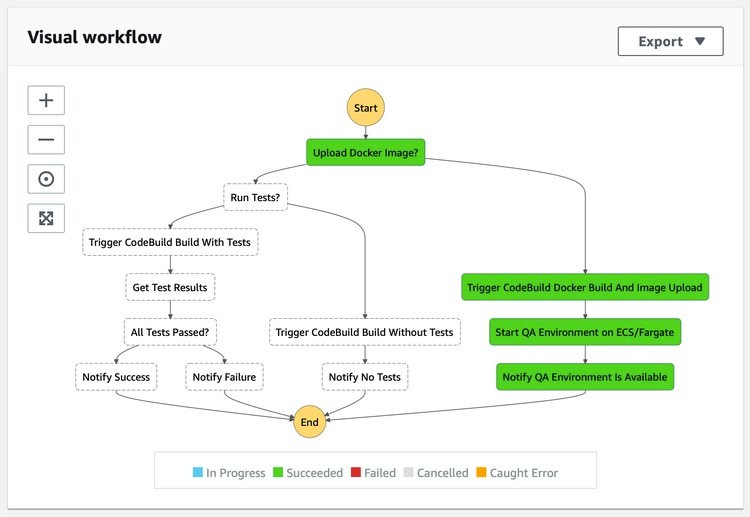 Visual workflow
Export
Start
Upload Docker Image?
Run Tests?
Trigger CodeBuild Build With Tests
Get Test Results
Trigger CodeBuild Docker Build And Image Upload
All Tests Passed?
Trigger CodeBuild Build Without Tests
Start QA Environment on ECS/Fargate
Notify Success
Notify Failure
Notify No Tests
Notify QA Environment Is Available
End
In Progress
Succeeded
Failed
Cancelled
Caught Error